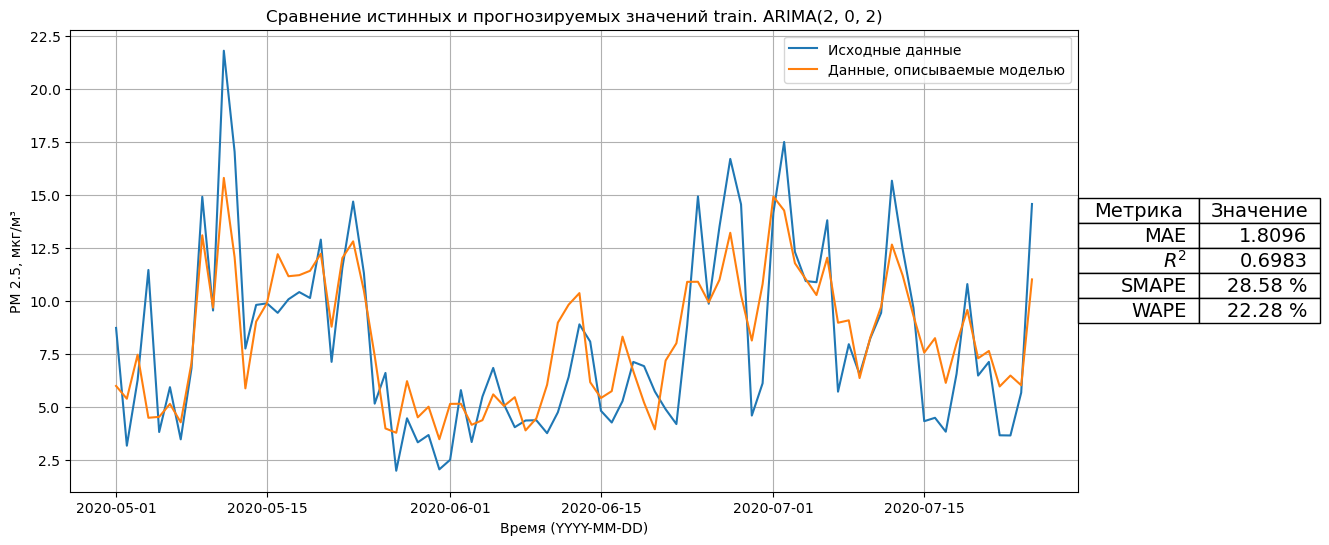 Сравнение истинных и прогнозируемых значений train. ARIMA(2, 0, 2)
Исходные данные
Данные, описываемые моделью
22.5
20.0
17.5
15.0
12.5
10.0
7.5
5.0
2.5
PM 2.5, мкг/м³
2020-05-01 2020-05-15 2020-06-01 2020-06-15 2020-07-01 2020-07-15
Время (YYYY-MM-DD)
Метрика Значение
MAE 1.8096
R² 0.6983
SMAPE 28.58 %
WAPE 22.28 %